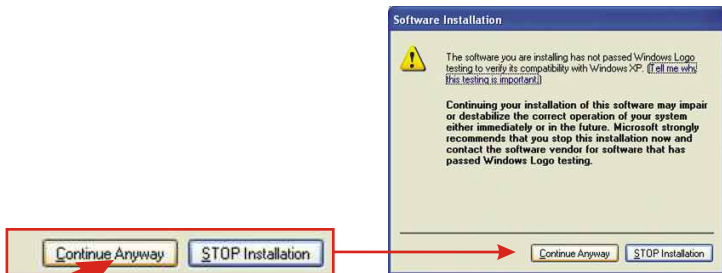 Software Installation
The software you are installing has not passed Windows Logo
testing to verify its compatibility with Windows XP. (Tell me why
this testing is important.)
Continuing your installation of this software may impair
or destabilize the correct operation of your system
either immediately or in the future. Microsoft strongly
recommends that you stop this installation now and
contact the software vendor for software that has
passed Windows Logo testing.
Continue Anyway STOP Installation
Continue Anyway STOP Installation